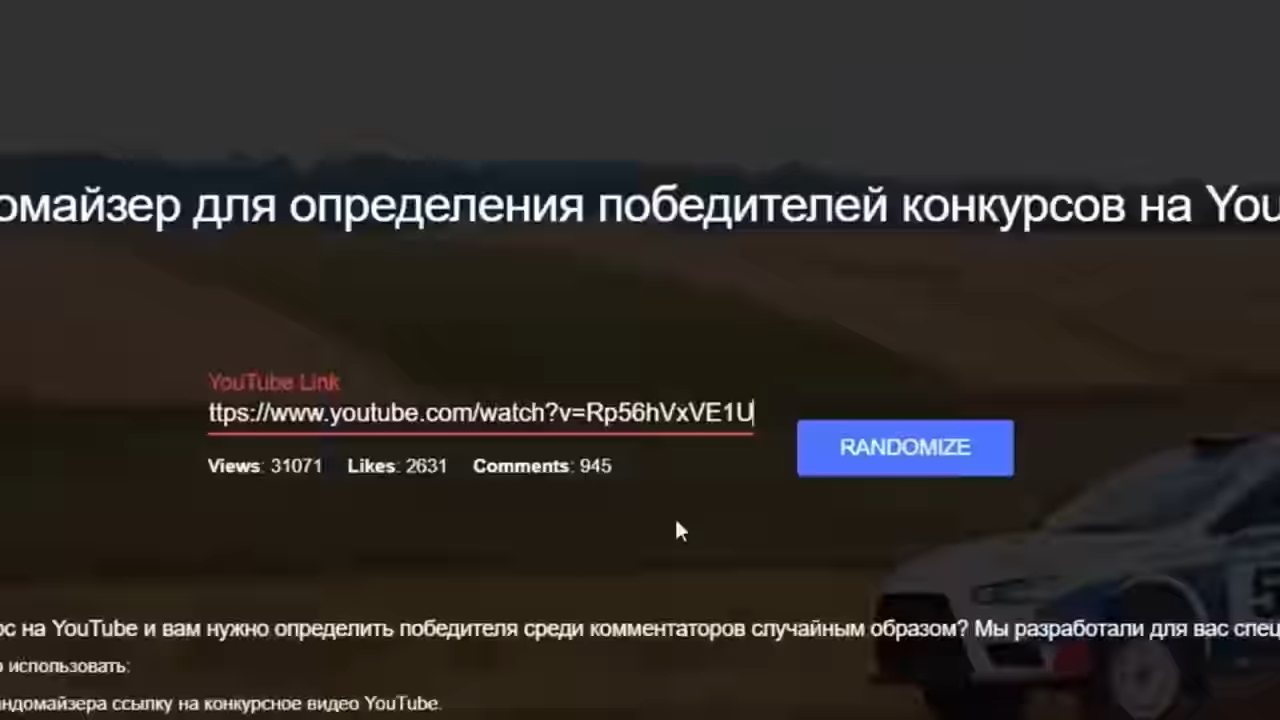 омайзер для определения победителей конкурсов на You
YouTube Link
ttps://www.youtube.com/watch?v=Rp56hVxVE1U
Views: 31071 Likes: 2631 Comments: 945
RANDOMIZE
5
рс на YouTube и вам нужно определить победителя среди комментаторов случайным образом? Мы разработали для вас спец
о использовать:
ндомайзера ссылку на конкурсное видео YouTube.